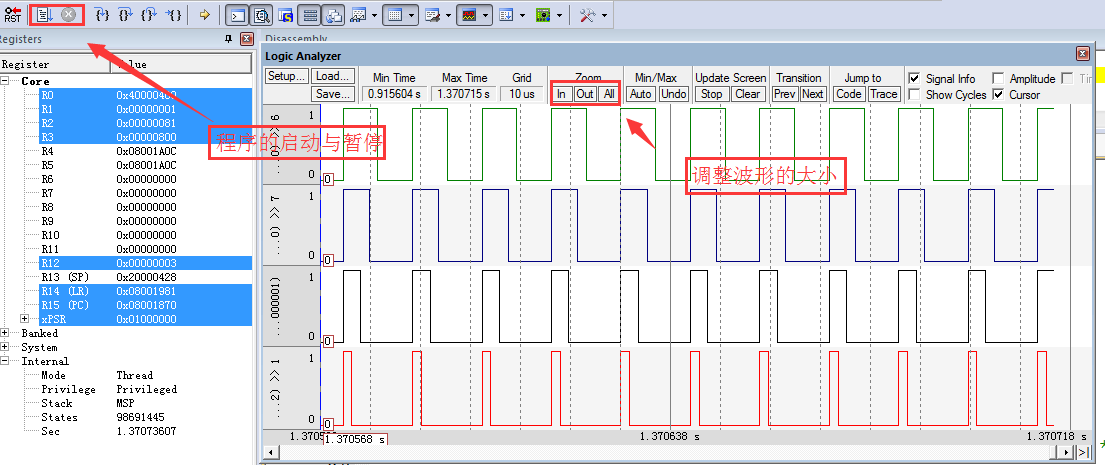 RST
Registers
Disassembly
Register
Value
Core
R0 0x40000400
R1 0x00000001
R2 0x00000081
R3 0x00000800
R4 0x08001A0C
R5 0x08001A0C
R6 0x00000000
R7 0x00000000
R8 0x00000000
R9 0x00000000
R10 0x00000000
R11 0x00000000
R12 0x00000003
R13 (SP) 0x20000428
R14 (LR) 0x08001981
R15 (PC) 0x08001870
xPSR 0x01000000
Banked
System
Internal
Mode Thread
Privilege Privileged
Stack MSP
States 98691445
Sec 1.37073607
程序的启动与暂停
Logic Analyzer
Setup... Load... Min Time Max Time Grid Zoom Min/Max Update Screen Transition Jump to Signal Info Amplitude
Save... 0.915604 s 1.370715 s 10 us In Out All Auto Undo Stop Clear Prev Next Code Trace Show Cycles Cursor
调整波形的大小
...0) >> 6
1
0
0
...0) >> 7
1
0
0
...000001)
1
0
0
...2) >> 1
1
0
0
1.370568 s
1.370638 s
1.370718 s